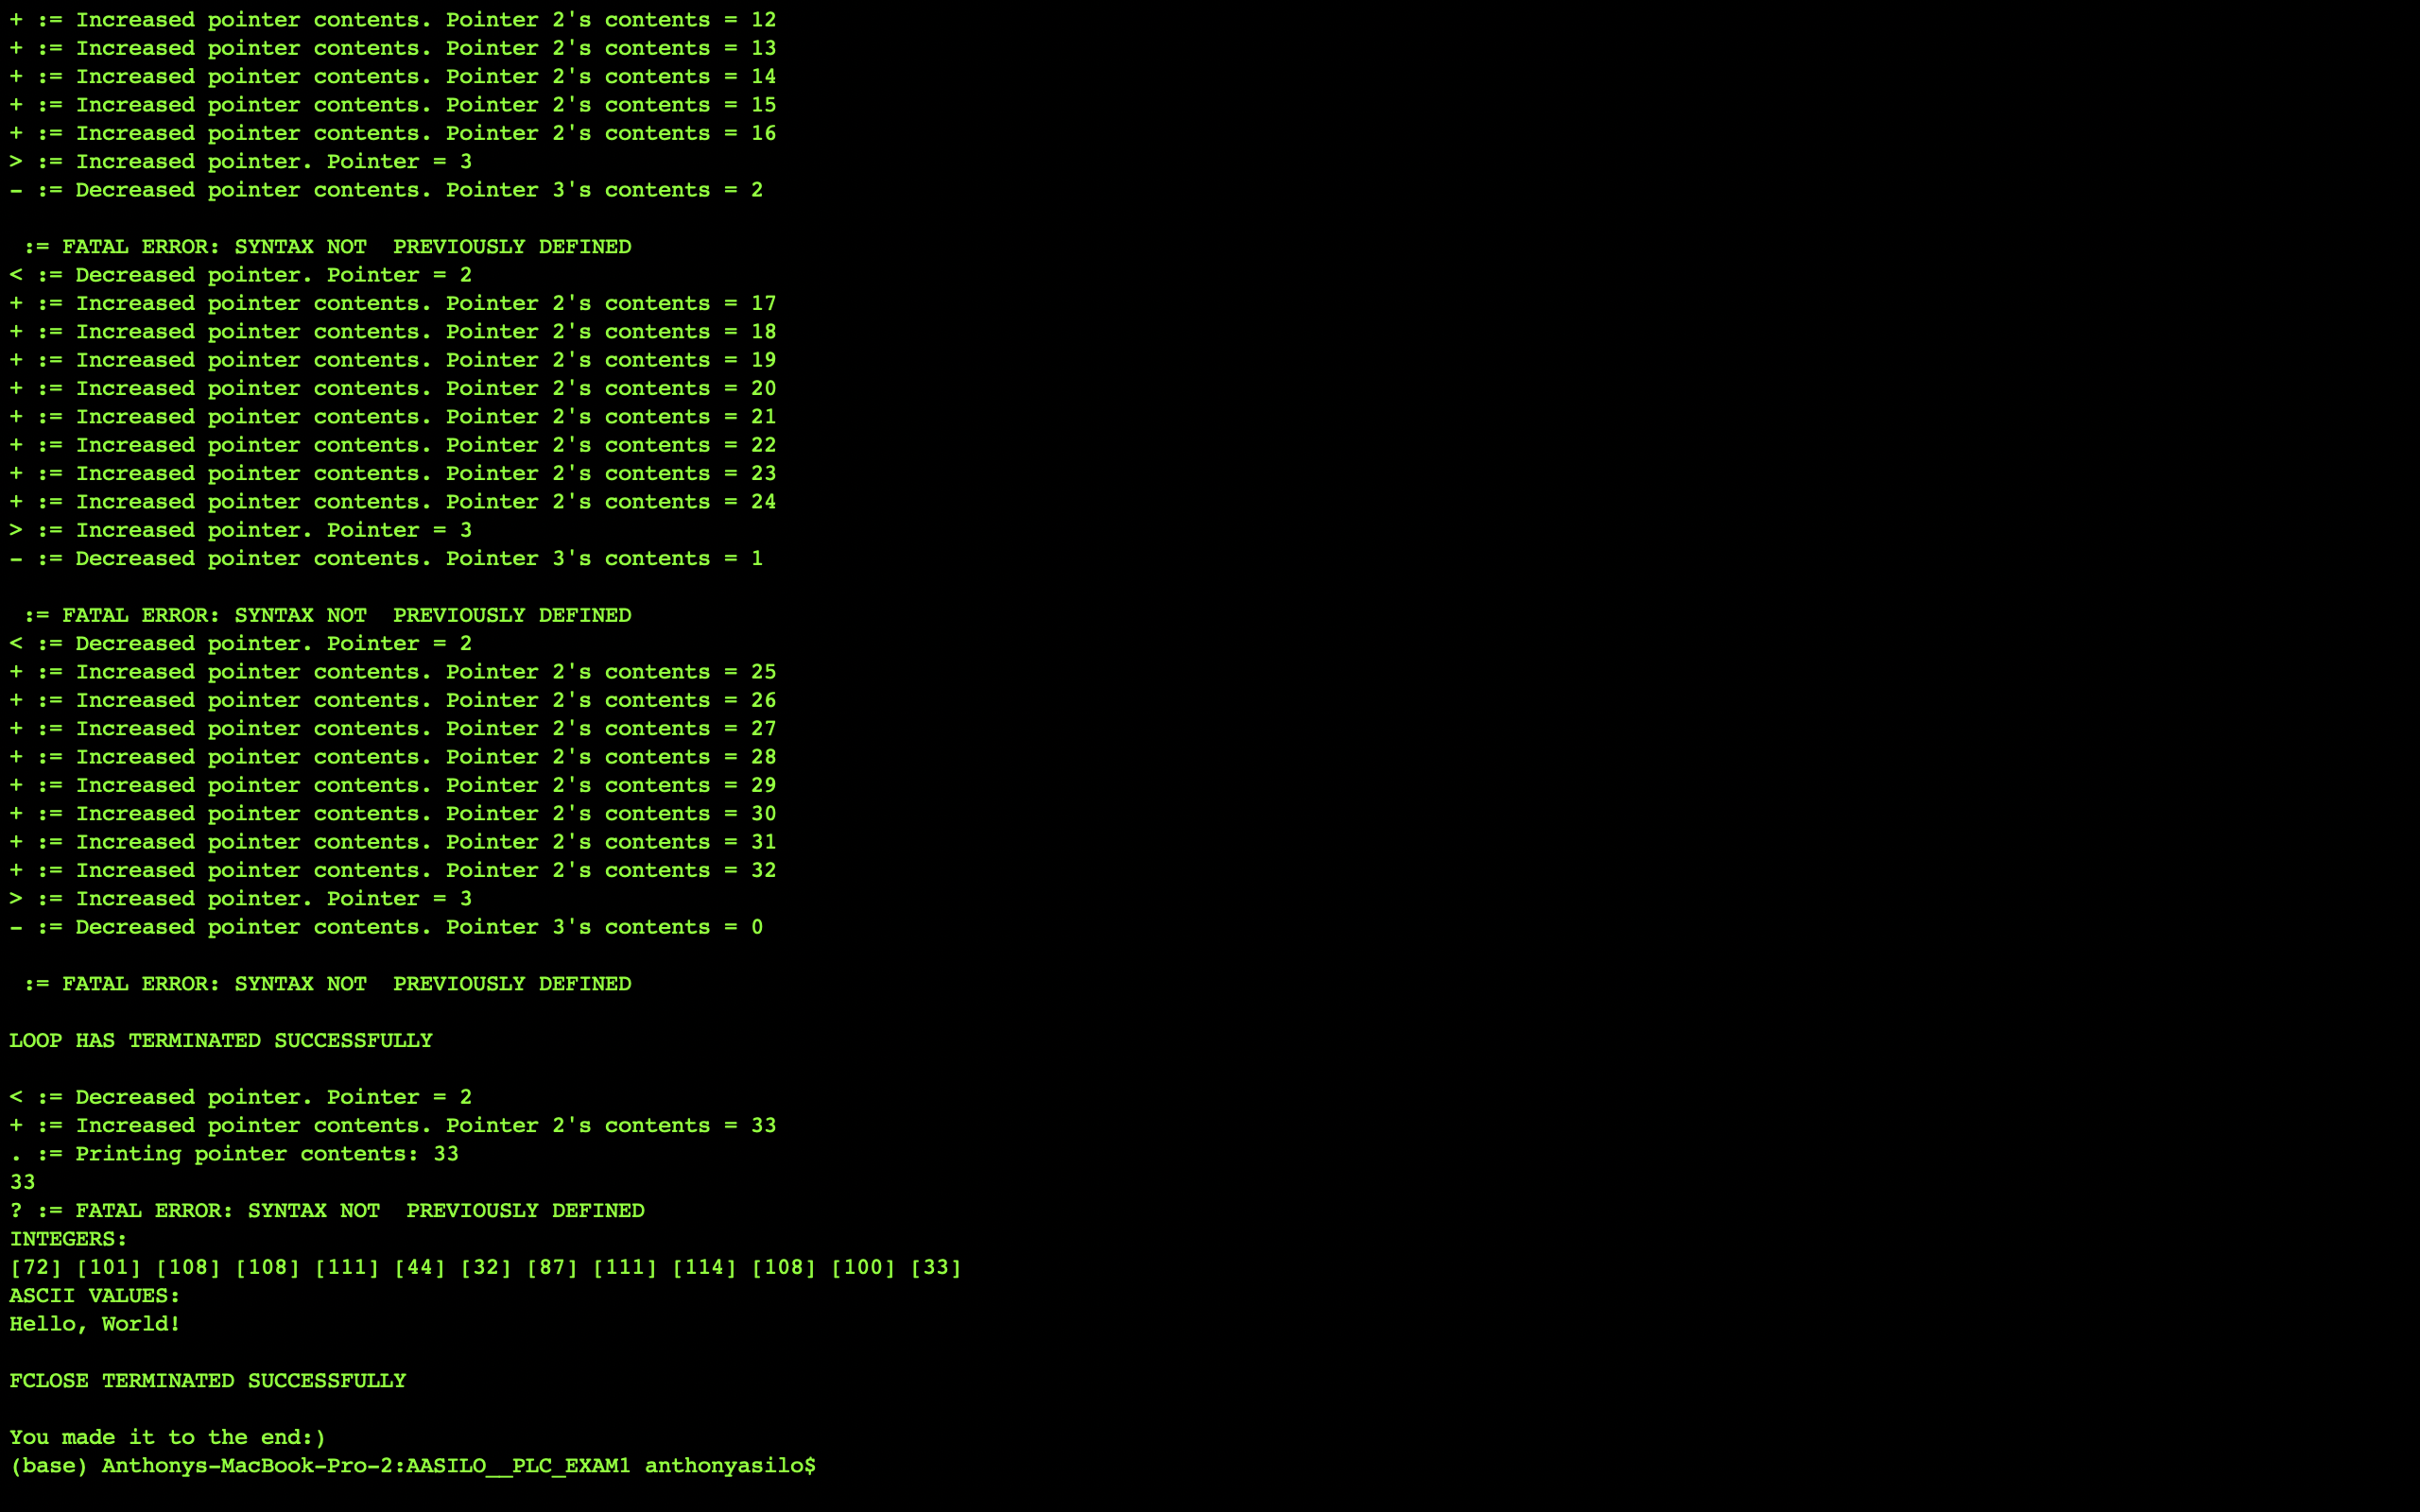 + := Increased pointer contents. Pointer 2's contents = 12
+ := Increased pointer contents. Pointer 2's contents = 13
+ := Increased pointer contents. Pointer 2's contents = 14
+ := Increased pointer contents. Pointer 2's contents = 15
+ := Increased pointer contents. Pointer 2's contents = 16
> := Increased pointer. Pointer = 3
- := Decreased pointer contents. Pointer 3's contents = 2
:= FATAL ERROR: SYNTAX NOT  PREVIOUSLY DEFINED
< := Decreased pointer. Pointer = 2
+ := Increased pointer contents. Pointer 2's contents = 17
+ := Increased pointer contents. Pointer 2's contents = 18
+ := Increased pointer contents. Pointer 2's contents = 19
+ := Increased pointer contents. Pointer 2's contents = 20
+ := Increased pointer contents. Pointer 2's contents = 21
+ := Increased pointer contents. Pointer 2's contents = 22
+ := Increased pointer contents. Pointer 2's contents = 23
+ := Increased pointer contents. Pointer 2's contents = 24
> := Increased pointer. Pointer = 3
- := Decreased pointer contents. Pointer 3's contents = 1
:= FATAL ERROR: SYNTAX NOT  PREVIOUSLY DEFINED
< := Decreased pointer. Pointer = 2
+ := Increased pointer contents. Pointer 2's contents = 25
+ := Increased pointer contents. Pointer 2's contents = 26
+ := Increased pointer contents. Pointer 2's contents = 27
+ := Increased pointer contents. Pointer 2's contents = 28
+ := Increased pointer contents. Pointer 2's contents = 29
+ := Increased pointer contents. Pointer 2's contents = 30
+ := Increased pointer contents. Pointer 2's contents = 31
+ := Increased pointer contents. Pointer 2's contents = 32
> := Increased pointer. Pointer = 3
- := Decreased pointer contents. Pointer 3's contents = 0
:= FATAL ERROR: SYNTAX NOT  PREVIOUSLY DEFINED
LOOP HAS TERMINATED SUCCESSFULLY
< := Decreased pointer. Pointer = 2
+ := Increased pointer contents. Pointer 2's contents = 33
. := Printing pointer contents: 33
33
? := FATAL ERROR: SYNTAX NOT  PREVIOUSLY DEFINED
INTEGERS:
[72] [101] [108] [108] [111] [44] [32] [87] [111] [114] [108] [100] [33]
ASCII VALUES:
Hello, World!
FCLOSE TERMINATED SUCCESSFULLY
You made it to the end:)
(base) Anthonys-MacBook-Pro-2:AASILO__PLC_EXAM1 anthonyasilo$